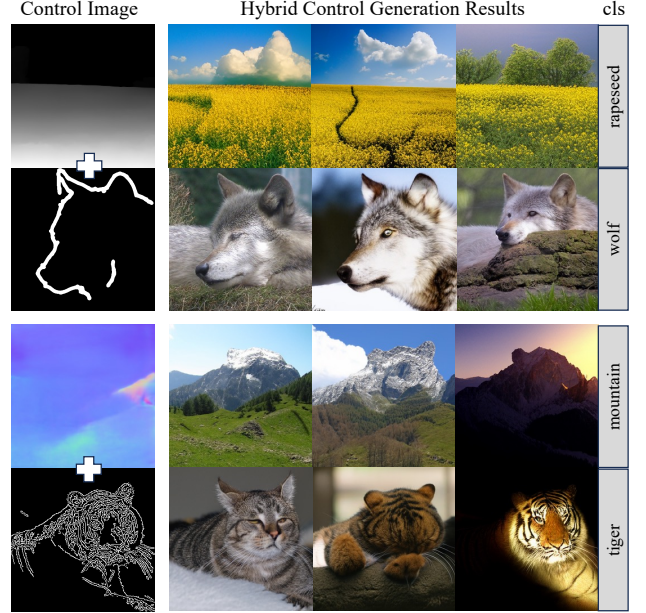 Control Image
Hybrid Control Generation Results
cls
rapeseed
wolf
mountain
tiger